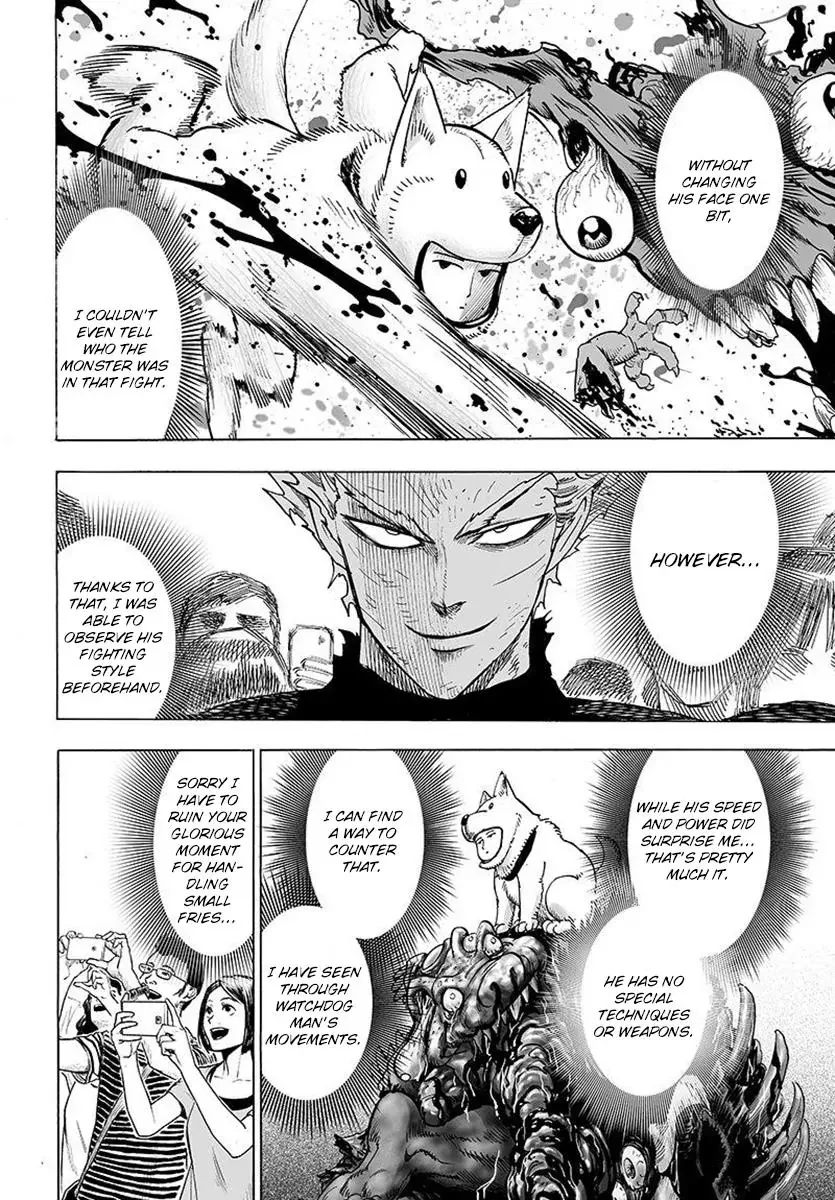 WITHOUT
CHANGING
HIS FACE ONE
BIT,
I COULDN'T
EVEN TELL
WHO THE
MONSTER WAS
IN THAT FIGHT.
HOWEVER...
THANKS TO
THAT, I WAS
ABLE TO
OBSERVE HIS
FIGHTING
STYLE
BEFOREHAND.
WHILE HIS SPEED
AND POWER DID
SURPRISE ME...
THAT'S PRETTY
MUCH IT.
HE HAS NO
SPECIAL
TECHNIQUES
OR WEAPONS.
I CAN FIND
A WAY TO
COUNTER
THAT.
I HAVE SEEN
THROUGH
WATCHDOG
MAN'S
MOVEMENTS.
SORRY I
HAVE TO
RUIN YOUR
GLORIOUS
MOMENT
FOR HAN-
DLING
SMALL
FRIES...